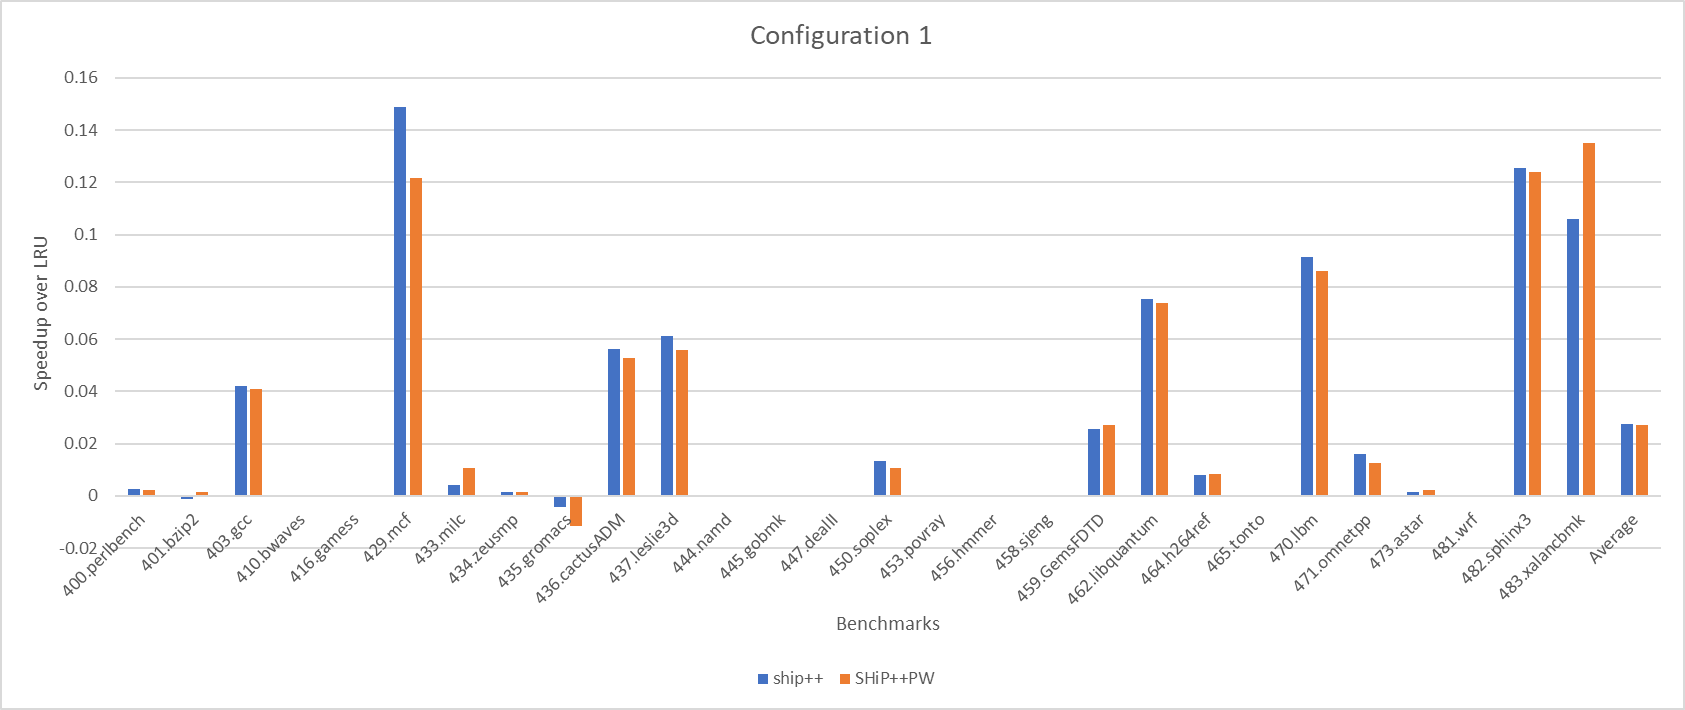 Configuration 1
Speedup over LRU
0.16
0.14
0.12
0.1
0.08
0.06
0.04
0.02
0
-0.02
400.perlbench
401.bzip2
403.gcc
410.bwaves
416.gamess
429.mcf
433.milc
434.zeusmp
435.gromacs
436.cactusADM
437.leslie3d
444.namd
445.gobmk
447.dealII
450.soplex
453.povray
456.hmmer
458.sjeng
459.GemsFDTD
462.libquantum
464.h264ref
465.tonto
470.lbm
471.omnetpp
473.astar
481.wrf
482.sphinx3
483.xalancbmk
Average
Benchmarks
ship++ SHiP++PW